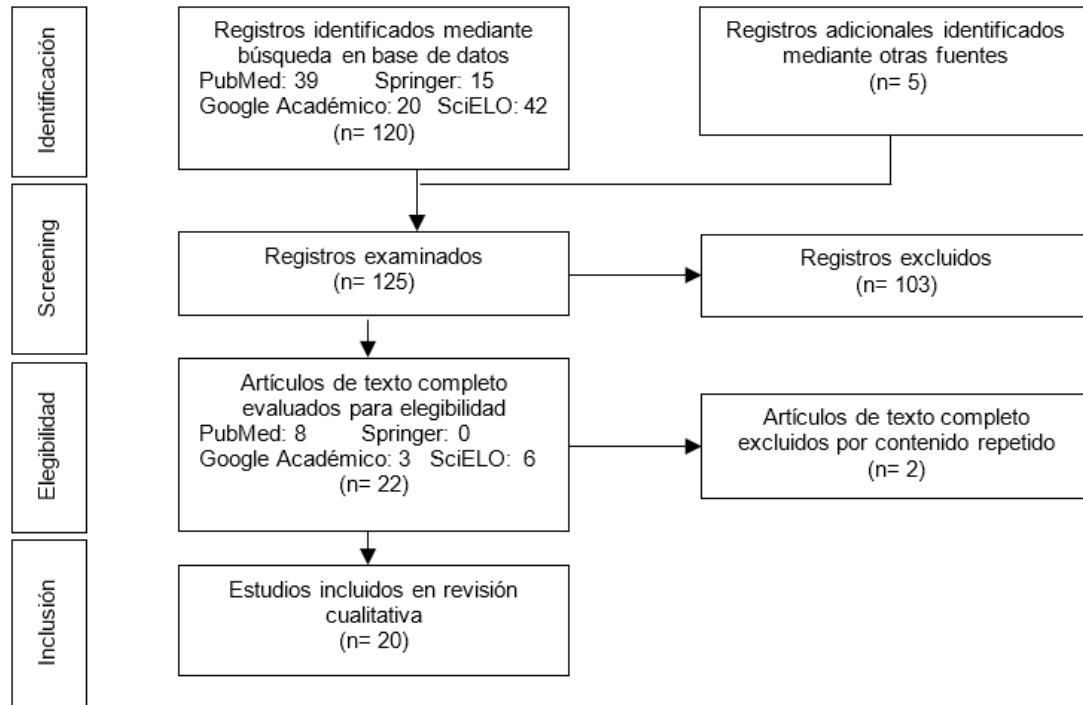 Identificación
Registros identificados mediante
búsqueda en base de datos
PubMed: 39 Springer: 15
Google Académico: 20 SciELO: 42
(n= 120)
Registros adicionales identificados
mediante otras fuentes
(n= 5)
Screening
Registros examinados
(n= 125)
Registros excluidos
(n= 103)
Elegibilidad
Artículos de texto completo
evaluados para elegibilidad
PubMed: 8 Springer: 0
Google Académico: 3 SciELO: 6
(n= 22)
Artículos de texto completo
excluidos por contenido repetido
(n= 2)
Inclusión
Estudios incluidos en revisión
cualitativa
(n= 20)